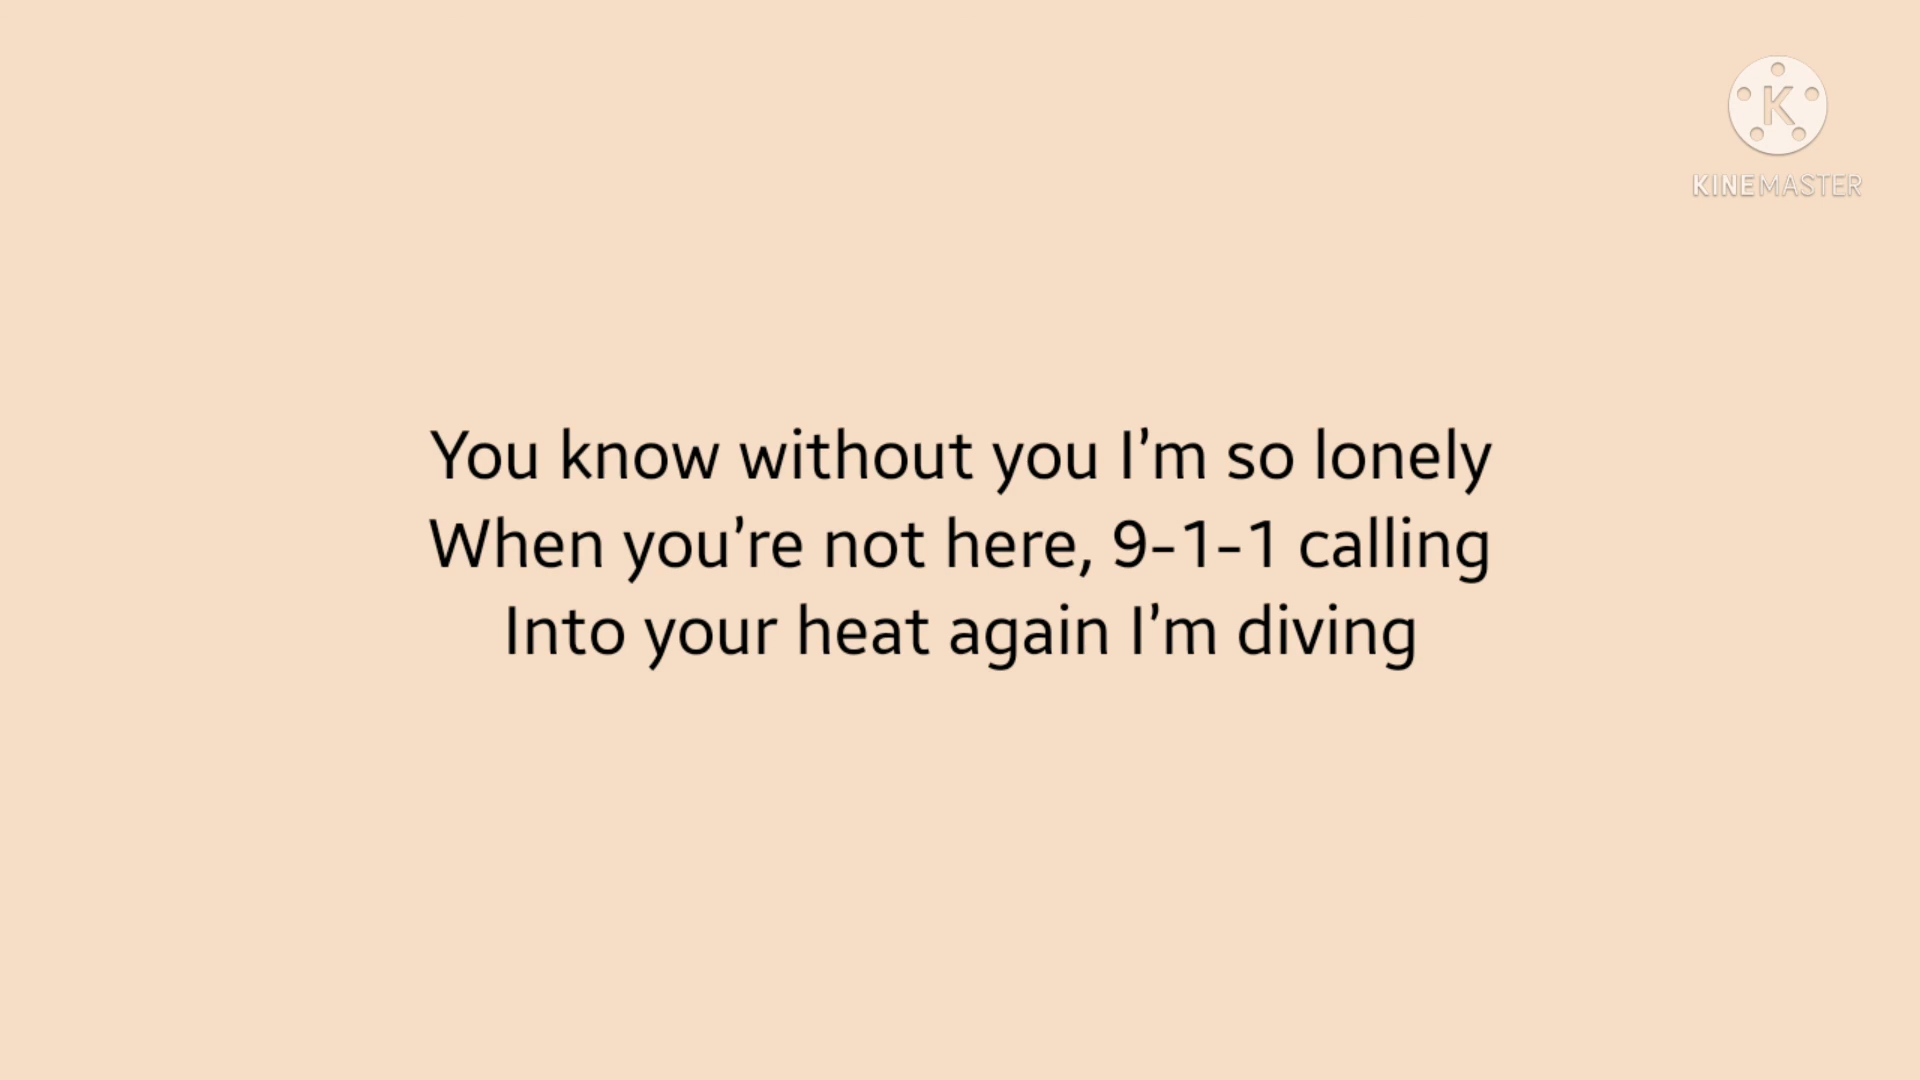 K
KINEMASTER
You know without you I’m so lonely
When you’re not here, 9-1-1 calling
Into your heat again I’m diving